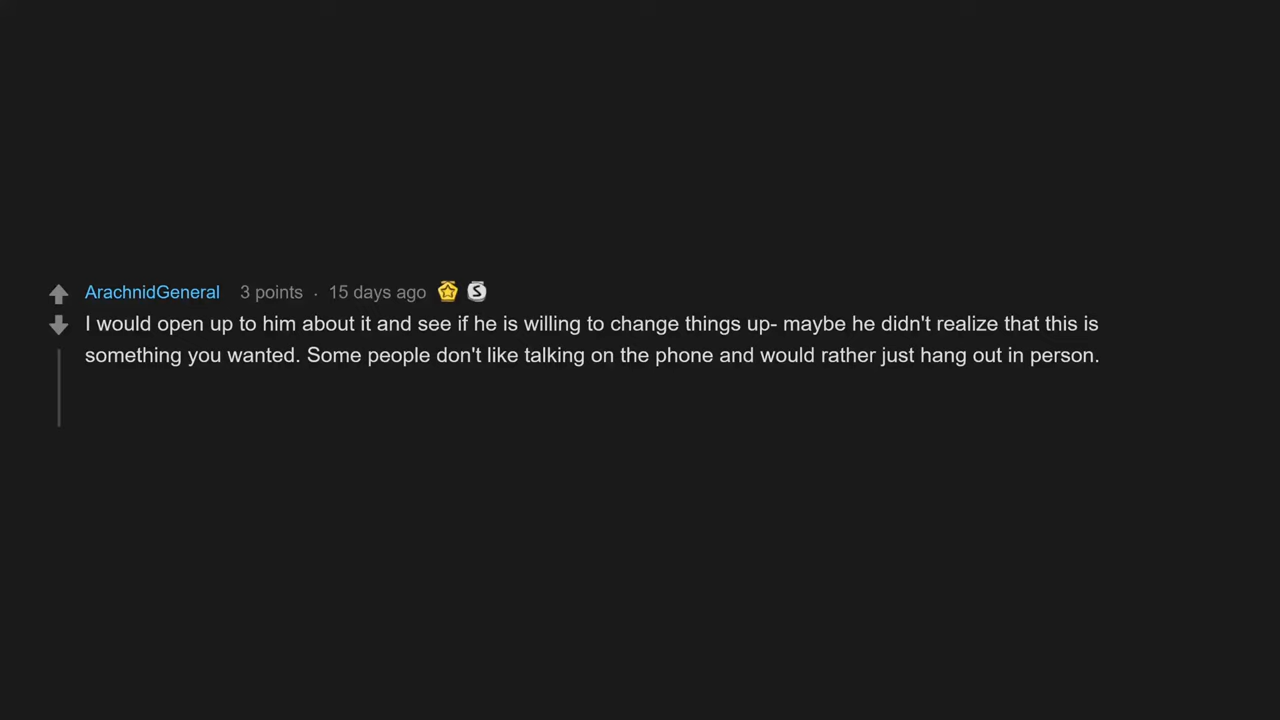 ArachnidGeneral 3 points . 15 days ago S
I would open up to him about it and see if he is willing to change things up- maybe he didn't realize that this is
something you wanted. Some people don't like talking on the phone and would rather just hang out in person.